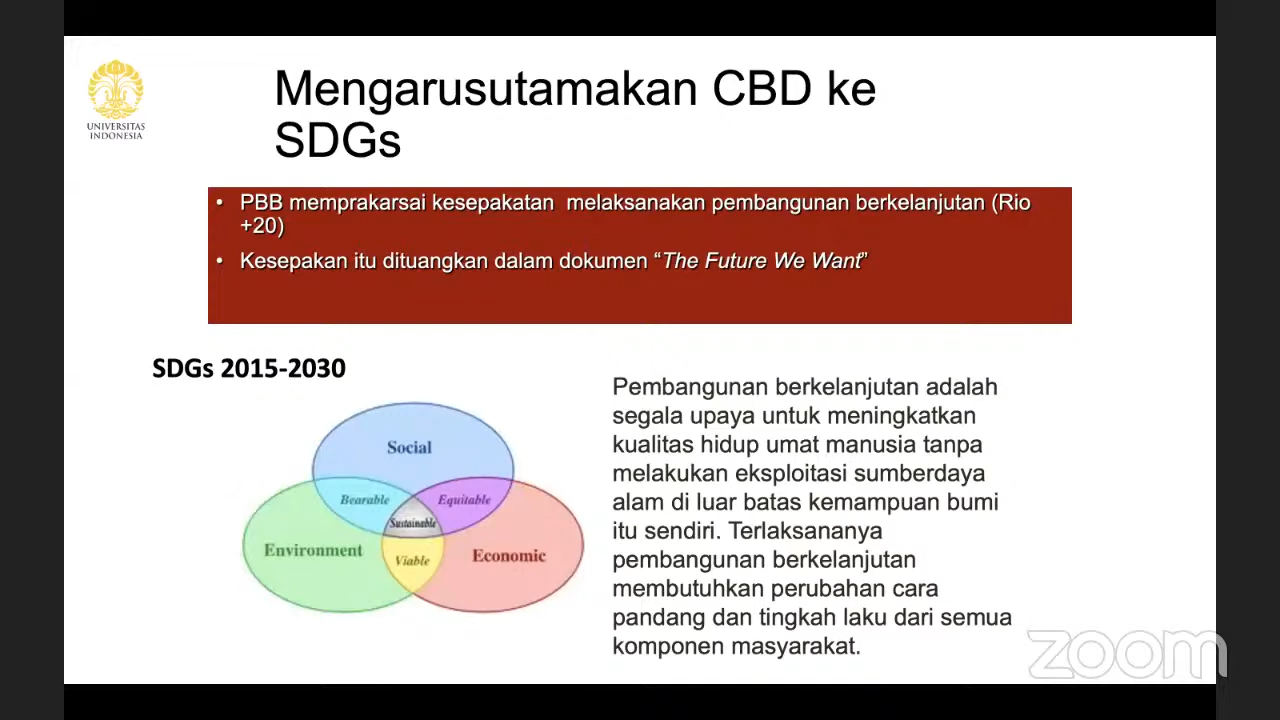 UNIVERSITAS
INDONESIA
Mengarusutamakan CBD ke
SDGs
• PBB memprakarsai kesepakatan melaksanakan pembangunan berkelanjutan (Rio
+20)
• Kesepakan itu dituangkan dalam dokumen “The Future We Want”
SDGs 2015-2030
Social
Bearable
Equitable
Sustainable
Environment
Economic
Viable
Pembangunan berkelanjutan adalah
segala upaya untuk meningkatkan
kualitas hidup umat manusia tanpa
melakukan eksploitasi sumberdaya
alam di luar batas kemampuan bumi
itu sendiri. Terlaksananya
pembangunan berkelanjutan
membutuhkan perubahan cara
pandang dan tingkah laku dari semua
komponen masyarakat.
zoom